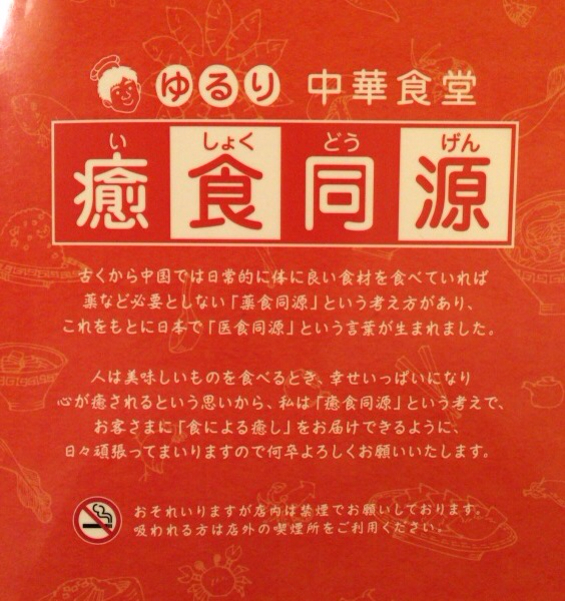 ゆるり 中華食堂
い しょく どう げん
癒食同源
古くから中国では日常的に体に良い食材を食べていれば
薬など必要としない「薬食同源」という考え方があり、
これをもとに日本で「医食同源」という言葉が生まれました。
人は美味しいものを食べるとき、幸せいっぱいになり
心が癒されるという思いから、私は「癒食同源」という考えで、
お客さまに「食による癒し」をお届けできるように、
日々頑張ってまいりますので何卒よろしくお願いいたします。
おそれいりますが店内は禁煙でお願いしております。
吸われる方は店外の喫煙所をご利用ください。